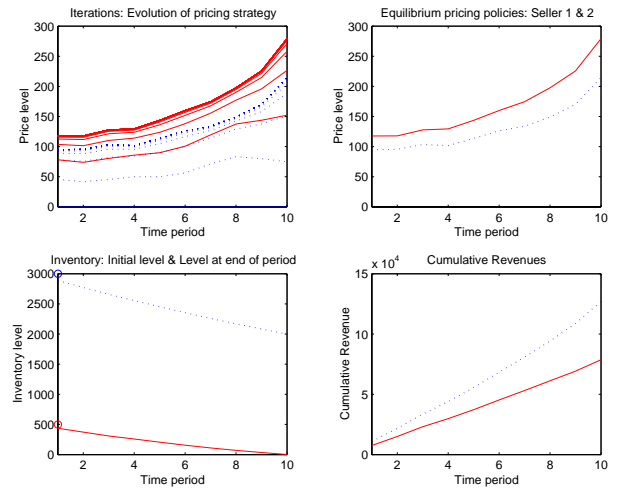 Iterations: Evolution of pricing strategy
300
250
200
150
100
50
0
Price level
2 4 6 8 10
Time period
Equilibrium pricing policies: Seller 1 & 2
300
250
200
150
100
50
0
Price level
2 4 6 8 10
Time period
Inventory: Initial level & Level at end of period
3000
2500
2000
1500
1000
500
0
Inventory level
2 4 6 8 10
Time period
x 10^4
Cumulative Revenues
15
10
5
0
Cumulative Revenue
2 4 6 8 10
Time period